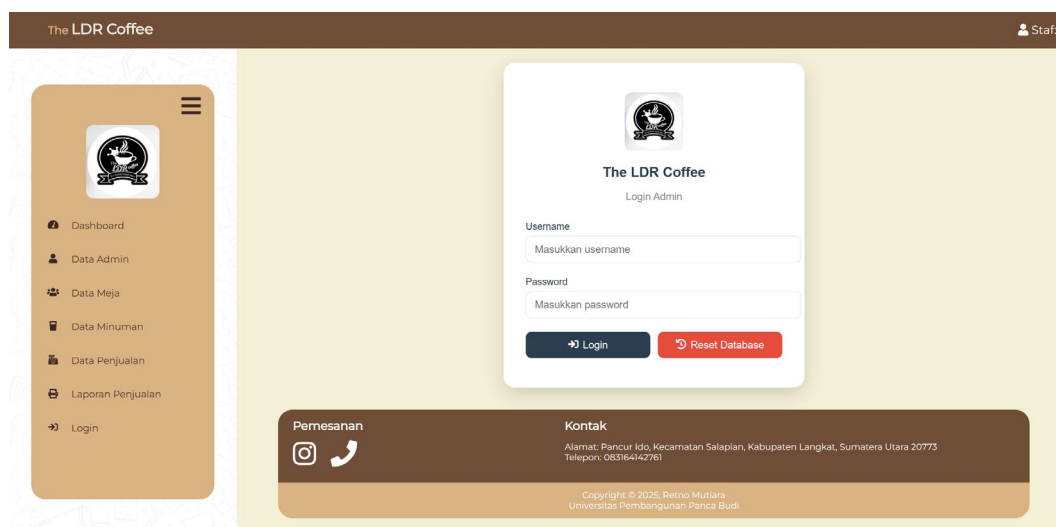 The LDR Coffee
Staf
Dashboard
Data Admin
Data Meja
Data Minuman
Data Penjualan
Laporan Penjualan
Login
The LDR Coffee
Login Admin
Username
Masukkan username
Password
Masukkan password
Login
Reset Database
Pemesanan
Kontak
Alamat: Pancur Ido, Kecamatan Salapian, Kabupaten Langkat, Sumatera Utara 20773
Telepon: 083164142761
Copyright © 2025, Retno Mutiara
Universitas Pembangunan Panca Budi